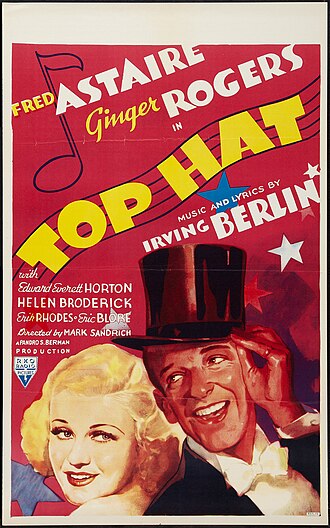 FRED ASTAIRE
Ginger ROGERS
IN
TOP HAT
MUSIC AND LYRICS BY
IRVING BERLIN
with
Edward Everett HORTON
HELEN BRODERICK
Erik RHODES • Eric BLORE
Directed by MARK SANDRICH
A PANDRO S. BERMAN
PRODUCTION
RKO
RADIO
PICTURES